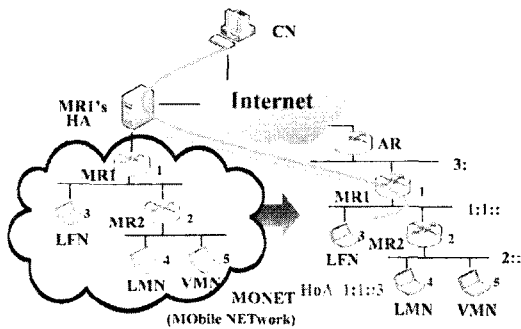 CN
MR1's
HA
Internet
AR
MR1
1
3:
MR1
1
3
MR2
2
1:1::
LFN
3
MR2
2
LFN
2::
4
5
4
5
LMN
VMN
MONET
HoA 1:1::3
(MObile NETwork)
LMN
VMN